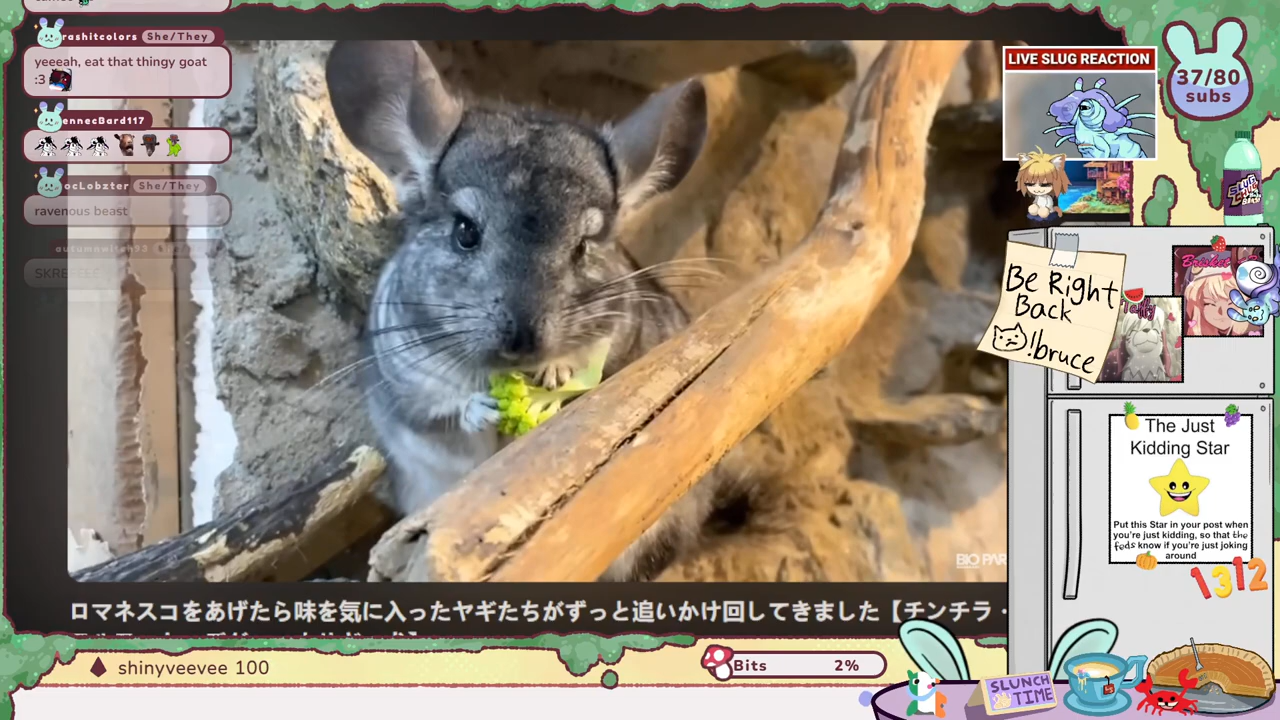 rashitcolors She/They
yeeeah, eat that thingy goat
:3
ennecBard117
ocLobzter She/They
ravenous beast
autumnwitch93
LIVE SLUG REACTION
37/80
subs
Be Right
Back
!bruce
The Just
Kidding Star
Put this Star in your post when
you're just kidding, so that the
feds know if you're just joking
around
1312
BIO PAR
ロマネスコをあげたら味を気に入ったヤギたちがずっと追いかけ回してきました【チンチラ・
shinyveevee 100
Bits 2%
SLUNCH
TIME